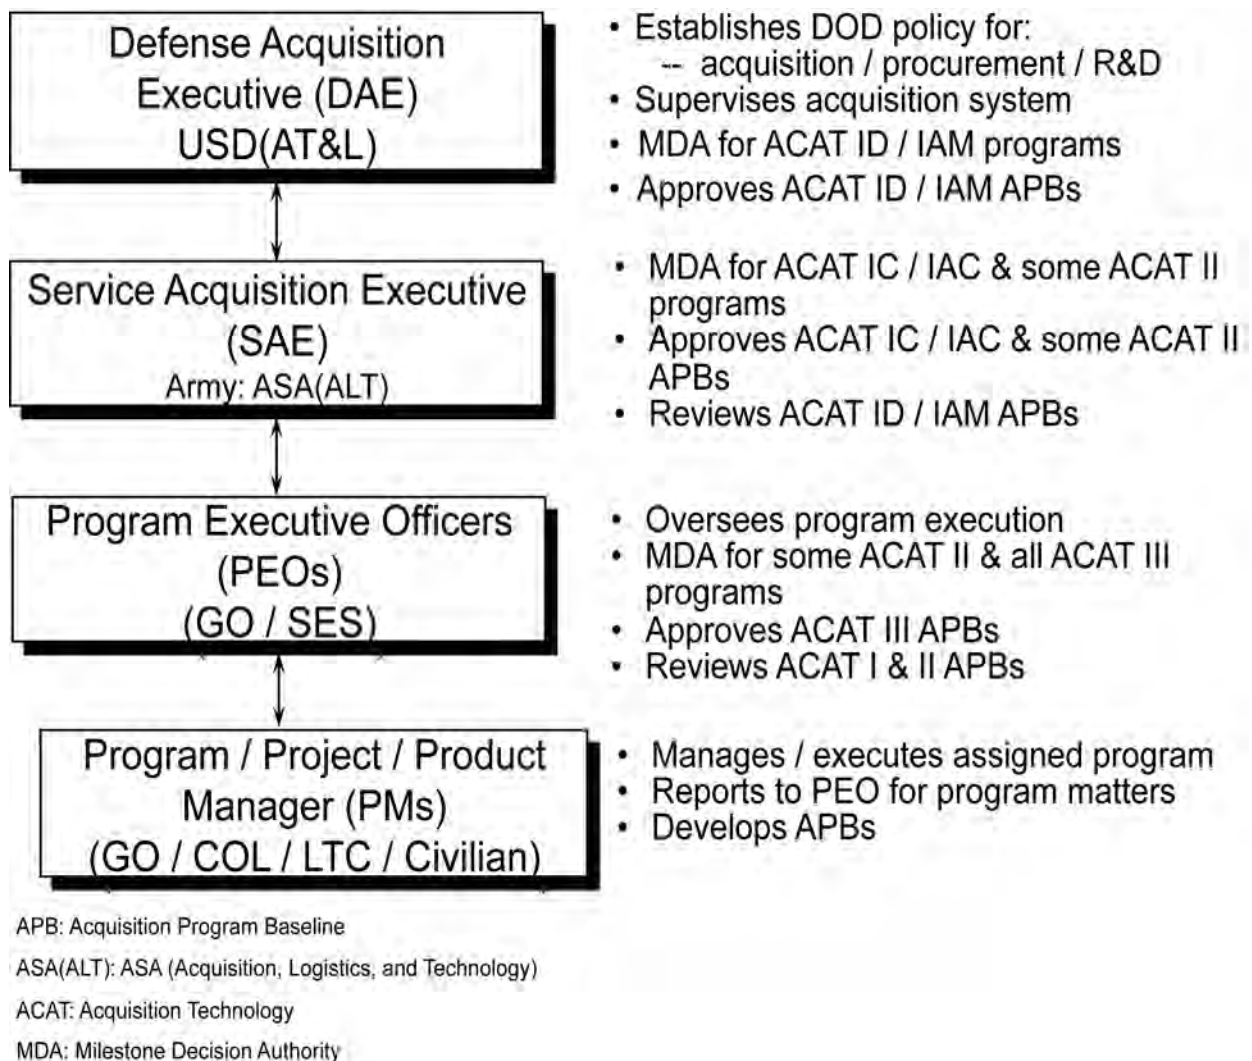 Defense Acquisition
Executive (DAE)
USD(AT&L)
• Establishes DOD policy for:
-- acquisition / procurement / R&D
• Supervises acquisition system
• MDA for ACAT ID / IAM programs
• Approves ACAT ID / IAM APBs
Service Acquisition Executive
(SAE)
Army: ASA(ALT)
• MDA for ACAT IC / IAC & some ACAT II
programs
• Approves ACAT IC / IAC & some ACAT II
APBs
• Reviews ACAT ID / IAM APBs
Program Executive Officers
(PEOs)
(GO / SES)
• Oversees program execution
• MDA for some ACAT II & all ACAT III
programs
• Approves ACAT III APBs
• Reviews ACAT I & II APBs
Program / Project / Product
Manager (PMs)
(GO / COL / LTC / Civilian)
• Manages / executes assigned program
• Reports to PEO for program matters
• Develops APBs
APB: Acquisition Program Baseline
ASA(ALT): ASA (Acquisition, Logistics, and Technology)
ACAT: Acquisition Technology
MDA: Milestone Decision Authority